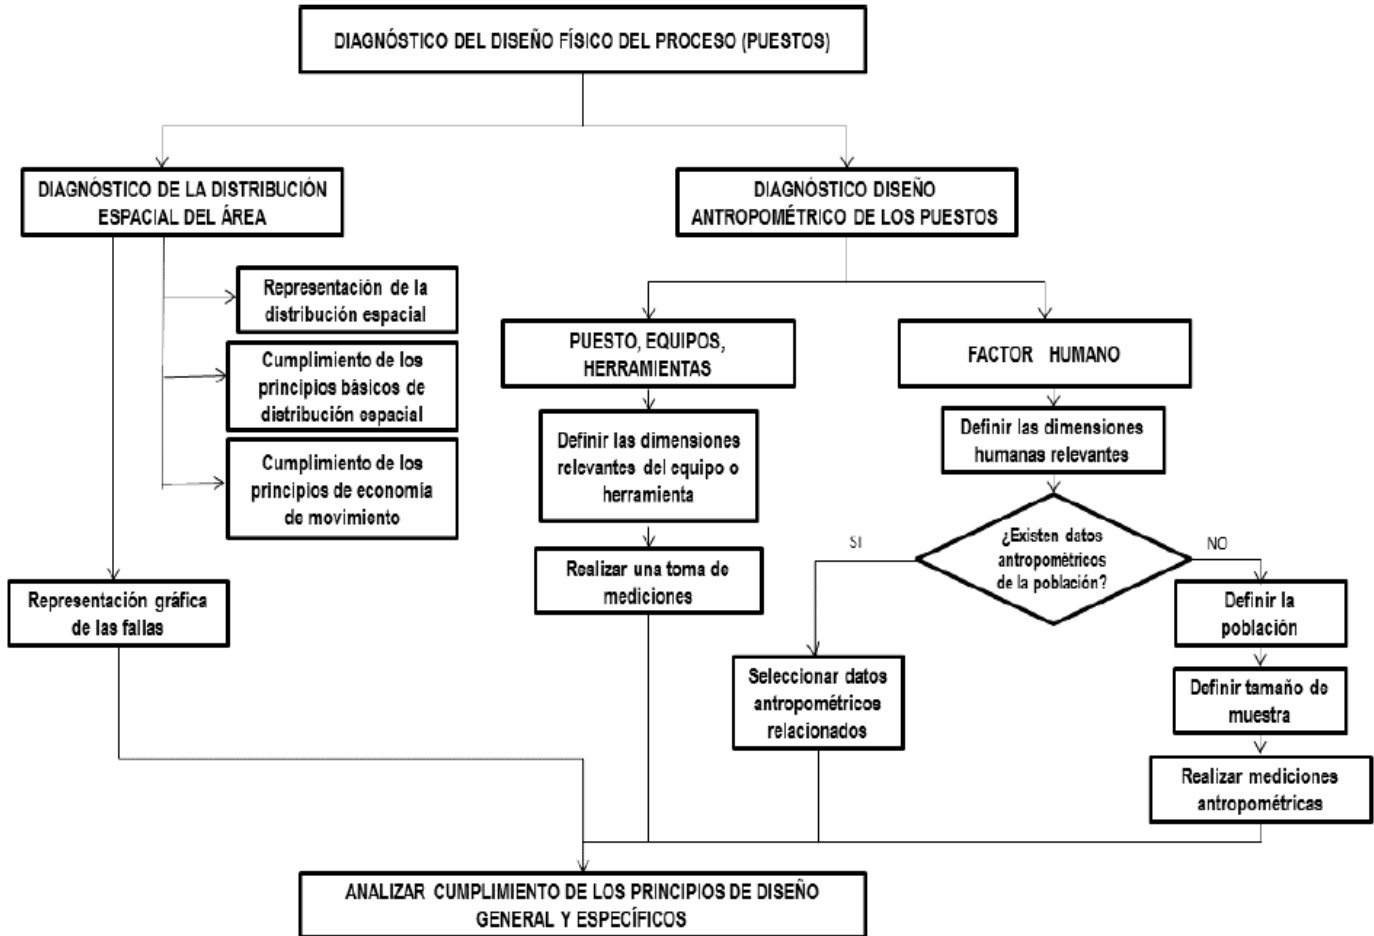 DIAGNÓSTICO DEL DISEÑO FÍSICO DEL PROCESO (PUESTOS)
DIAGNÓSTICO DE LA DISTRIBUCIÓN
ESPACIAL DEL ÁREA
DIAGNÓSTICO DISEÑO
ANTROPOMÉTRICO DE LOS PUESTOS
Representación de la
distribución espacial
Cumplimiento de los
principios básicos de
distribución espacial
Cumplimiento de los
principios de economía
de movimiento
Representación gráfica
de las fallas
PUESTO, EQUIPOS,
HERRAMIENTAS
Definir las dimensiones
relevantes del equipo o
herramienta
Realizar una toma de
mediciones
FACTOR HUMANO
Definir las dimensiones
humanas relevantes
¿Existen datos
antropométricos
de la población?
SI
NO
Seleccionar datos
antropométricos
relacionados
Definir la
población
Definir tamaño de
muestra
Realizar mediciones
antropométricas
ANALIZAR CUMPLIMIENTO DE LOS PRINCIPIOS DE DISEÑO
GENERAL Y ESPECÍFICOS